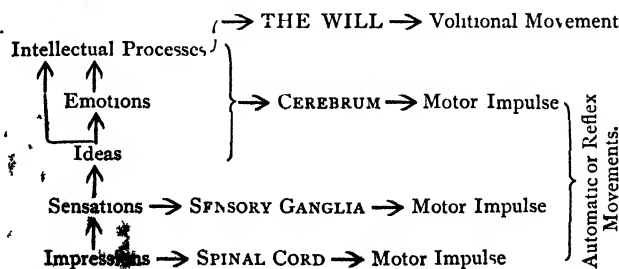 THE WILL → Volitional Movement
Intellectual Processes
Emotions
CEREBRUM → Motor Impulse
Ideas
Sensations → SENSORY GANGLIA → Motor Impulse
Impressions → SPINAL CORD → Motor Impulse
Automatic or Reflex
Movements.